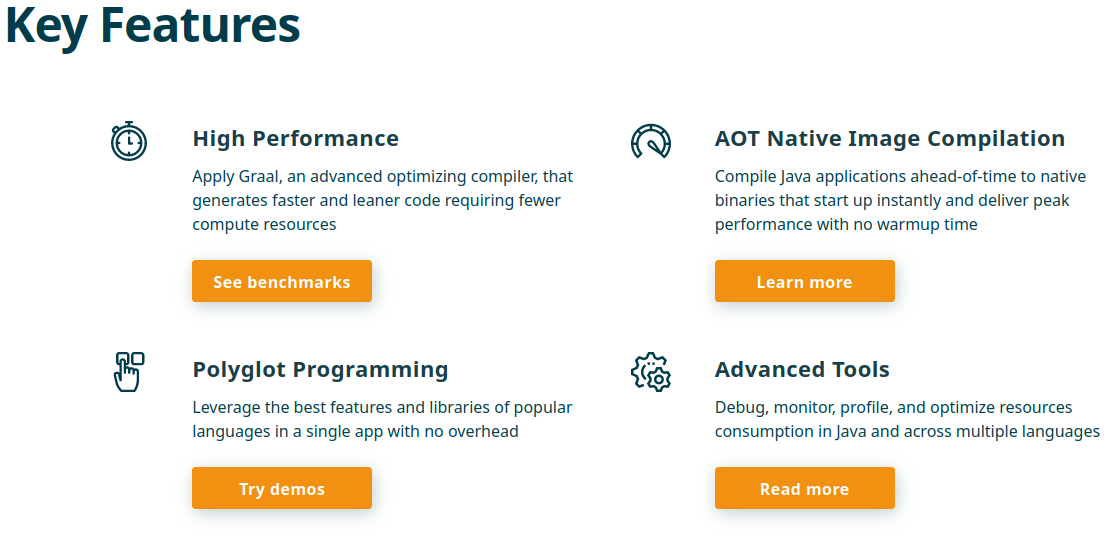 Key Features
High Performance
Apply Graal, an advanced optimizing compiler, that
generates faster and leaner code requiring fewer
compute resources
See benchmarks
AOT Native Image Compilation
Compile Java applications ahead-of-time to native
binaries that start up instantly and deliver peak
performance with no warmup time
Learn more
Polyglot Programming
Leverage the best features and libraries of popular
languages in a single app with no overhead
Try demos
Advanced Tools
Debug, monitor, profile, and optimize resources
consumption in Java and across multiple languages
Read more